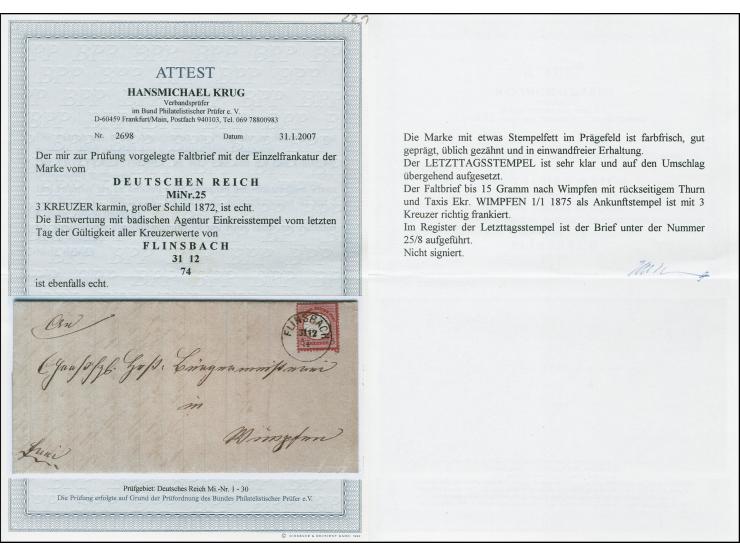 ATTEST
HANSMICHAEL KRUG
Verbandsprüfer
im Bund Philatelistischer Prüfer e. V.
D-60459 Frankfurt/Main, Postfach 940103, Tel. 069 78800983
Nr. 2698 Datum 31.1.2007
Der mir zur Prüfung vorgelegte Faltbrief mit der Einzelfrankatur der
Marke vom
DEUTSCHEN REICH
MiNr.25
3 KREUZER karmin, großer Schild 1872, ist echt.
Die Entwertung mit badischen Agentur Einkreisstempel vom letzten
Tag der Gültigkeit aller Kreuzerwerte von
FLINSBACH
31 12
74
ist ebenfalls echt.
An
FLINSBACH
31 12
74
Großhzgl. Heß. Bürgermeisterei
in
Wimpfen
frei
Prüfgebiet: Deutsches Reich Mi.-Nr. 1 - 30
Die Prüfung erfolgte auf Grund der Prüfordnung des Bundes Philatelistischer Prüfer e.V.
Die Marke mit etwas Stempelfett im Prägefeld ist farbfrisch, gut
geprägt, üblich gezähnt und in einwandfreier Erhaltung.
Der LETZTTAGSSTEMPEL ist sehr klar und auf den Umschlag
übergehend aufgesetzt.
Der Faltbrief bis 15 Gramm nach Wimpfen mit rückseitigem Thurn
und Taxis Ekr. WIMPFEN 1/1 1875 als Ankunftstempel ist mit 3
Kreuzer richtig frankiert.
Im Register der Letzttagsstempel ist der Brief unter der Nummer
25/8 aufgeführt.
Nicht signiert.